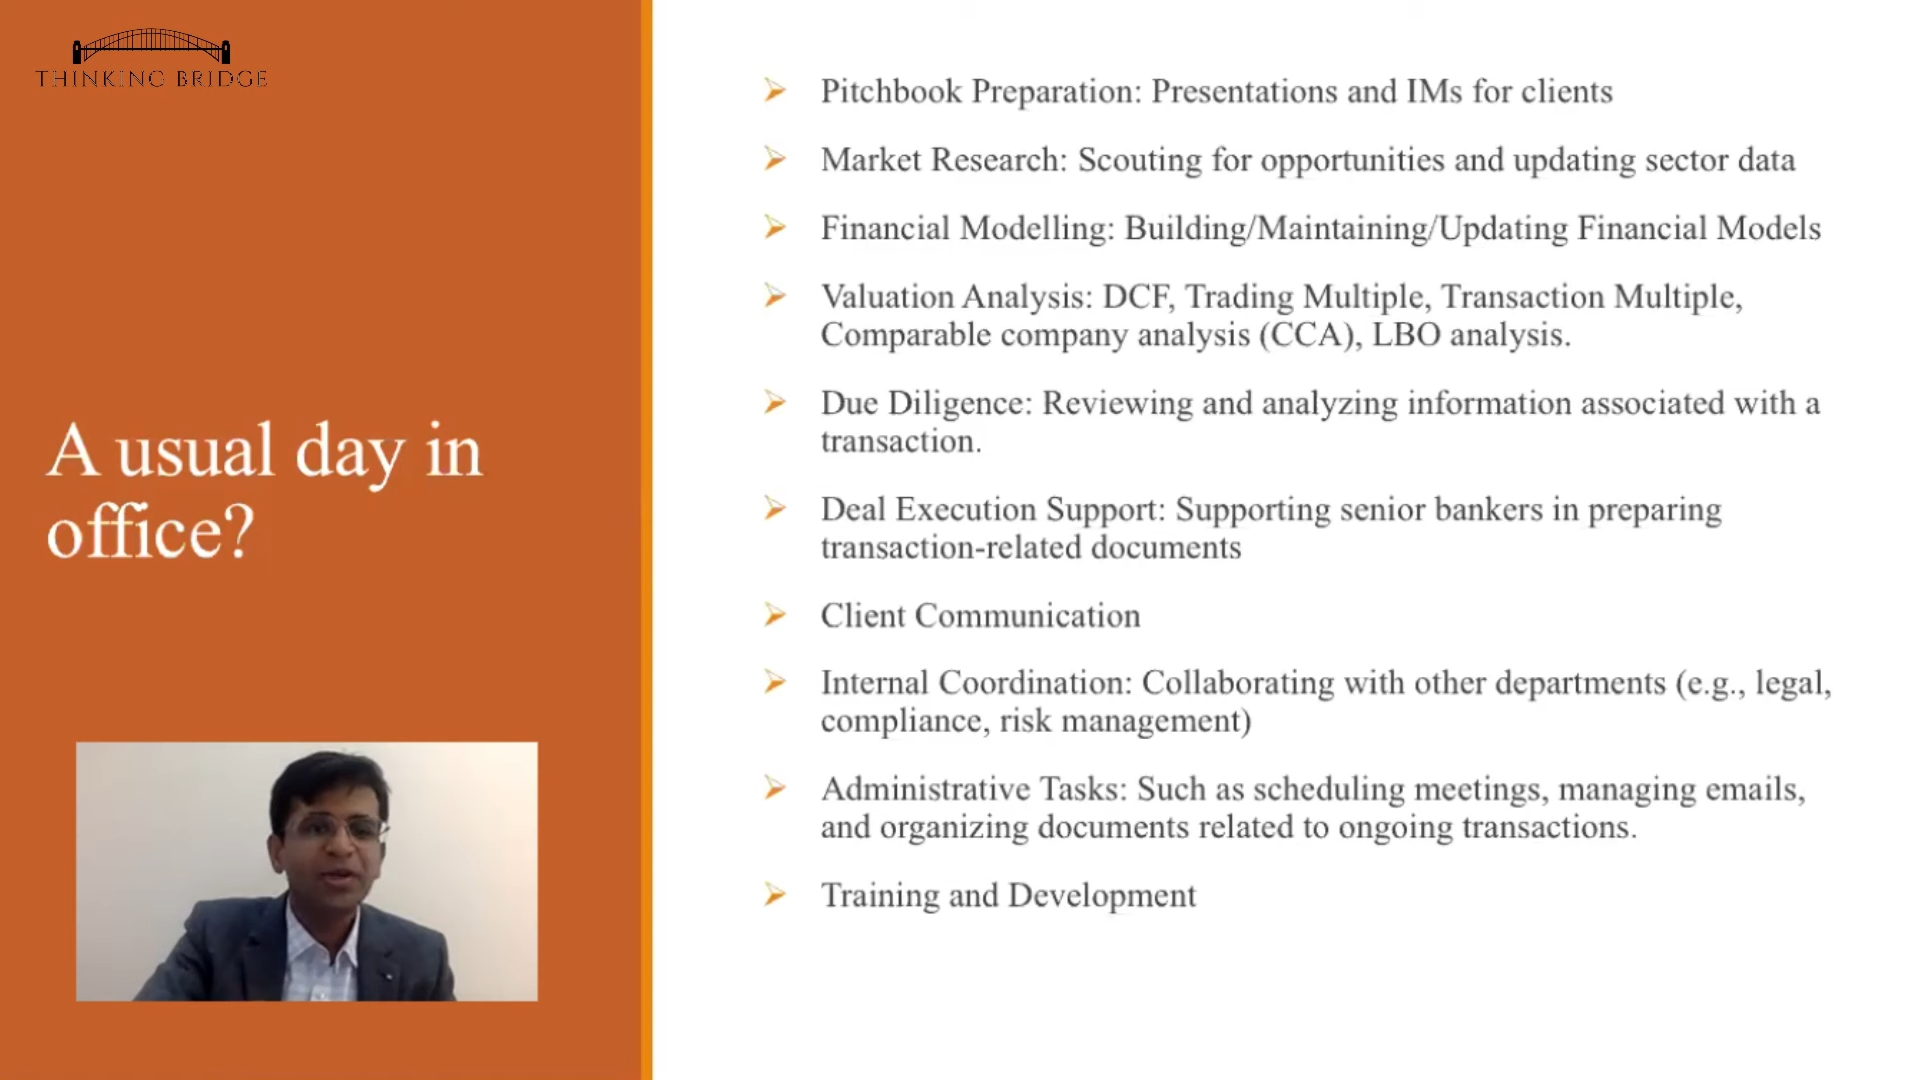 THINKING BRIDGE
A usual day in
office?
Pitchbook Preparation: Presentations and IMs for clients
Market Research: Scouting for opportunities and updating sector data
Financial Modelling: Building/Maintaining/Updating Financial Models
Valuation Analysis: DCF, Trading Multiple, Transaction Multiple,
Comparable company analysis (CCA), LBO analysis.
Due Diligence: Reviewing and analyzing information associated with a
transaction.
Deal Execution Support: Supporting senior bankers in preparing
transaction-related documents
Client Communication
Internal Coordination: Collaborating with other departments (e.g., legal,
compliance, risk management)
Administrative Tasks: Such as scheduling meetings, managing emails,
and organizing documents related to ongoing transactions.
Training and Development